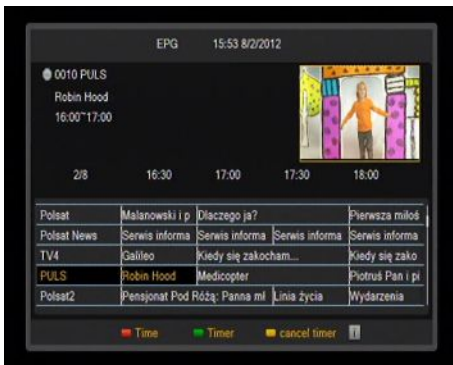 EPG 15:53 8/2/2012
0010 PULS
Robin Hood
16:00~17:00
2/8 16:30 17:00 17:30 18:00
Polsat Malanowski i p Dlaczego ja? Pierwsza miłoś
Polsat News Serwis informa Serwis informa Serwis informa Serwis informa
TV4 Galileo Kiedy się zakocham... Kiedy się zako
PULS Robin Hood Medicopter Piotruś Pan i pi
Polsat2 Pensjonat Pod Różą: Panna mł Linia życia Wydarzenia
Time Timer cancel timer i